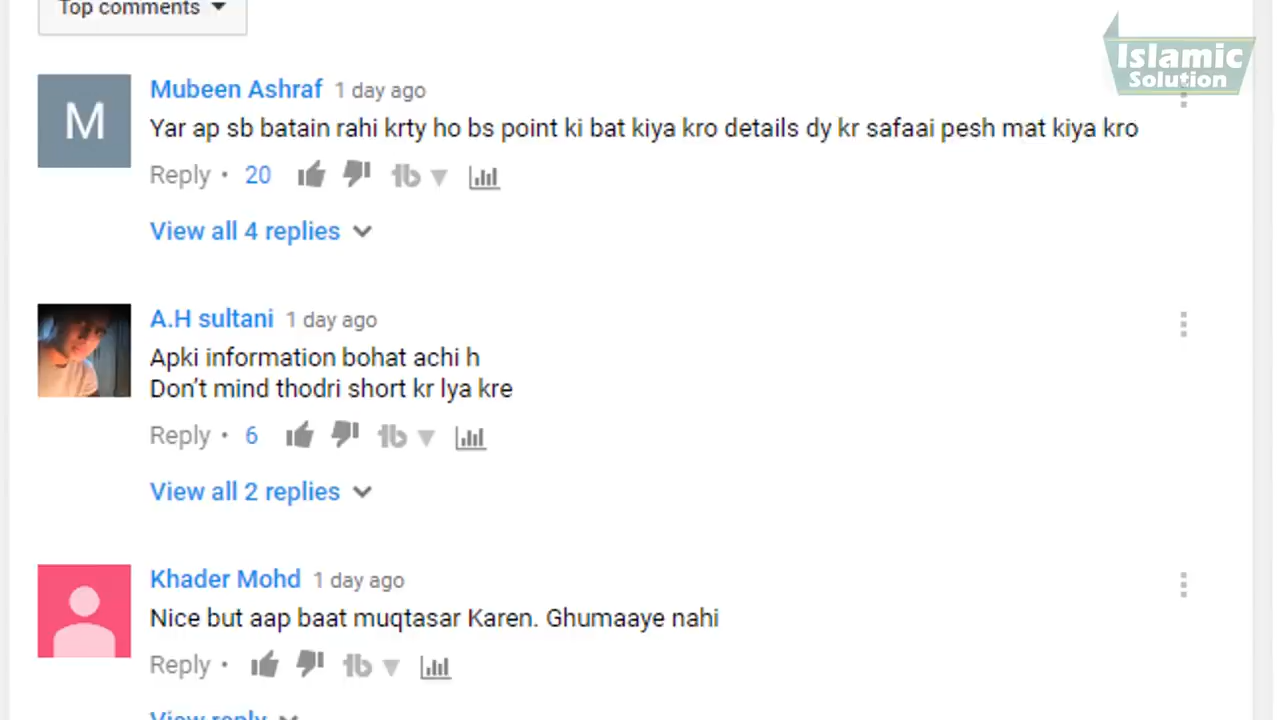 Top comments
Islamic
Solution
M
Mubeen Ashraf 1 day ago
Yar ap sb batain rahi krty ho bs point ki bat kiya kro details dy kr safaai pesh mat kiya kro
Reply • 20
View all 4 replies
A.H sultani 1 day ago
Apki information bohat achi h
Don't mind thodri short kr lya kre
Reply • 6
View all 2 replies
Khader Mohd 1 day ago
Nice but aap baat muqtasar Karen. Ghumaaye nahi
Reply •
View reply